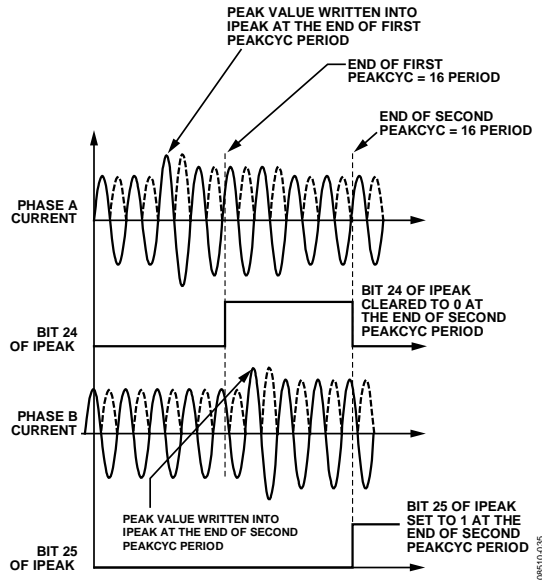 PEAK VALUE WRITTEN INTO
IPEAK AT THE END OF FIRST
PEAKCYC PERIOD
END OF FIRST
PEAKCYC = 16 PERIOD
END OF SECOND
PEAKCYC = 16 PERIOD
PHASE A
CURRENT
BIT 24 OF IPEAK
CLEARED TO 0 AT
THE END OF SECOND
PEAKCYC PERIOD
BIT 24
OF IPEAK
PHASE B
CURRENT
PEAK VALUE WRITTEN INTO
IPEAK AT THE END OF SECOND
PEAKCYC PERIOD
BIT 25 OF IPEAK
SET TO 1 AT THE
END OF SECOND
PEAKCYC PERIOD
BIT 25
OF IPEAK
08510-035